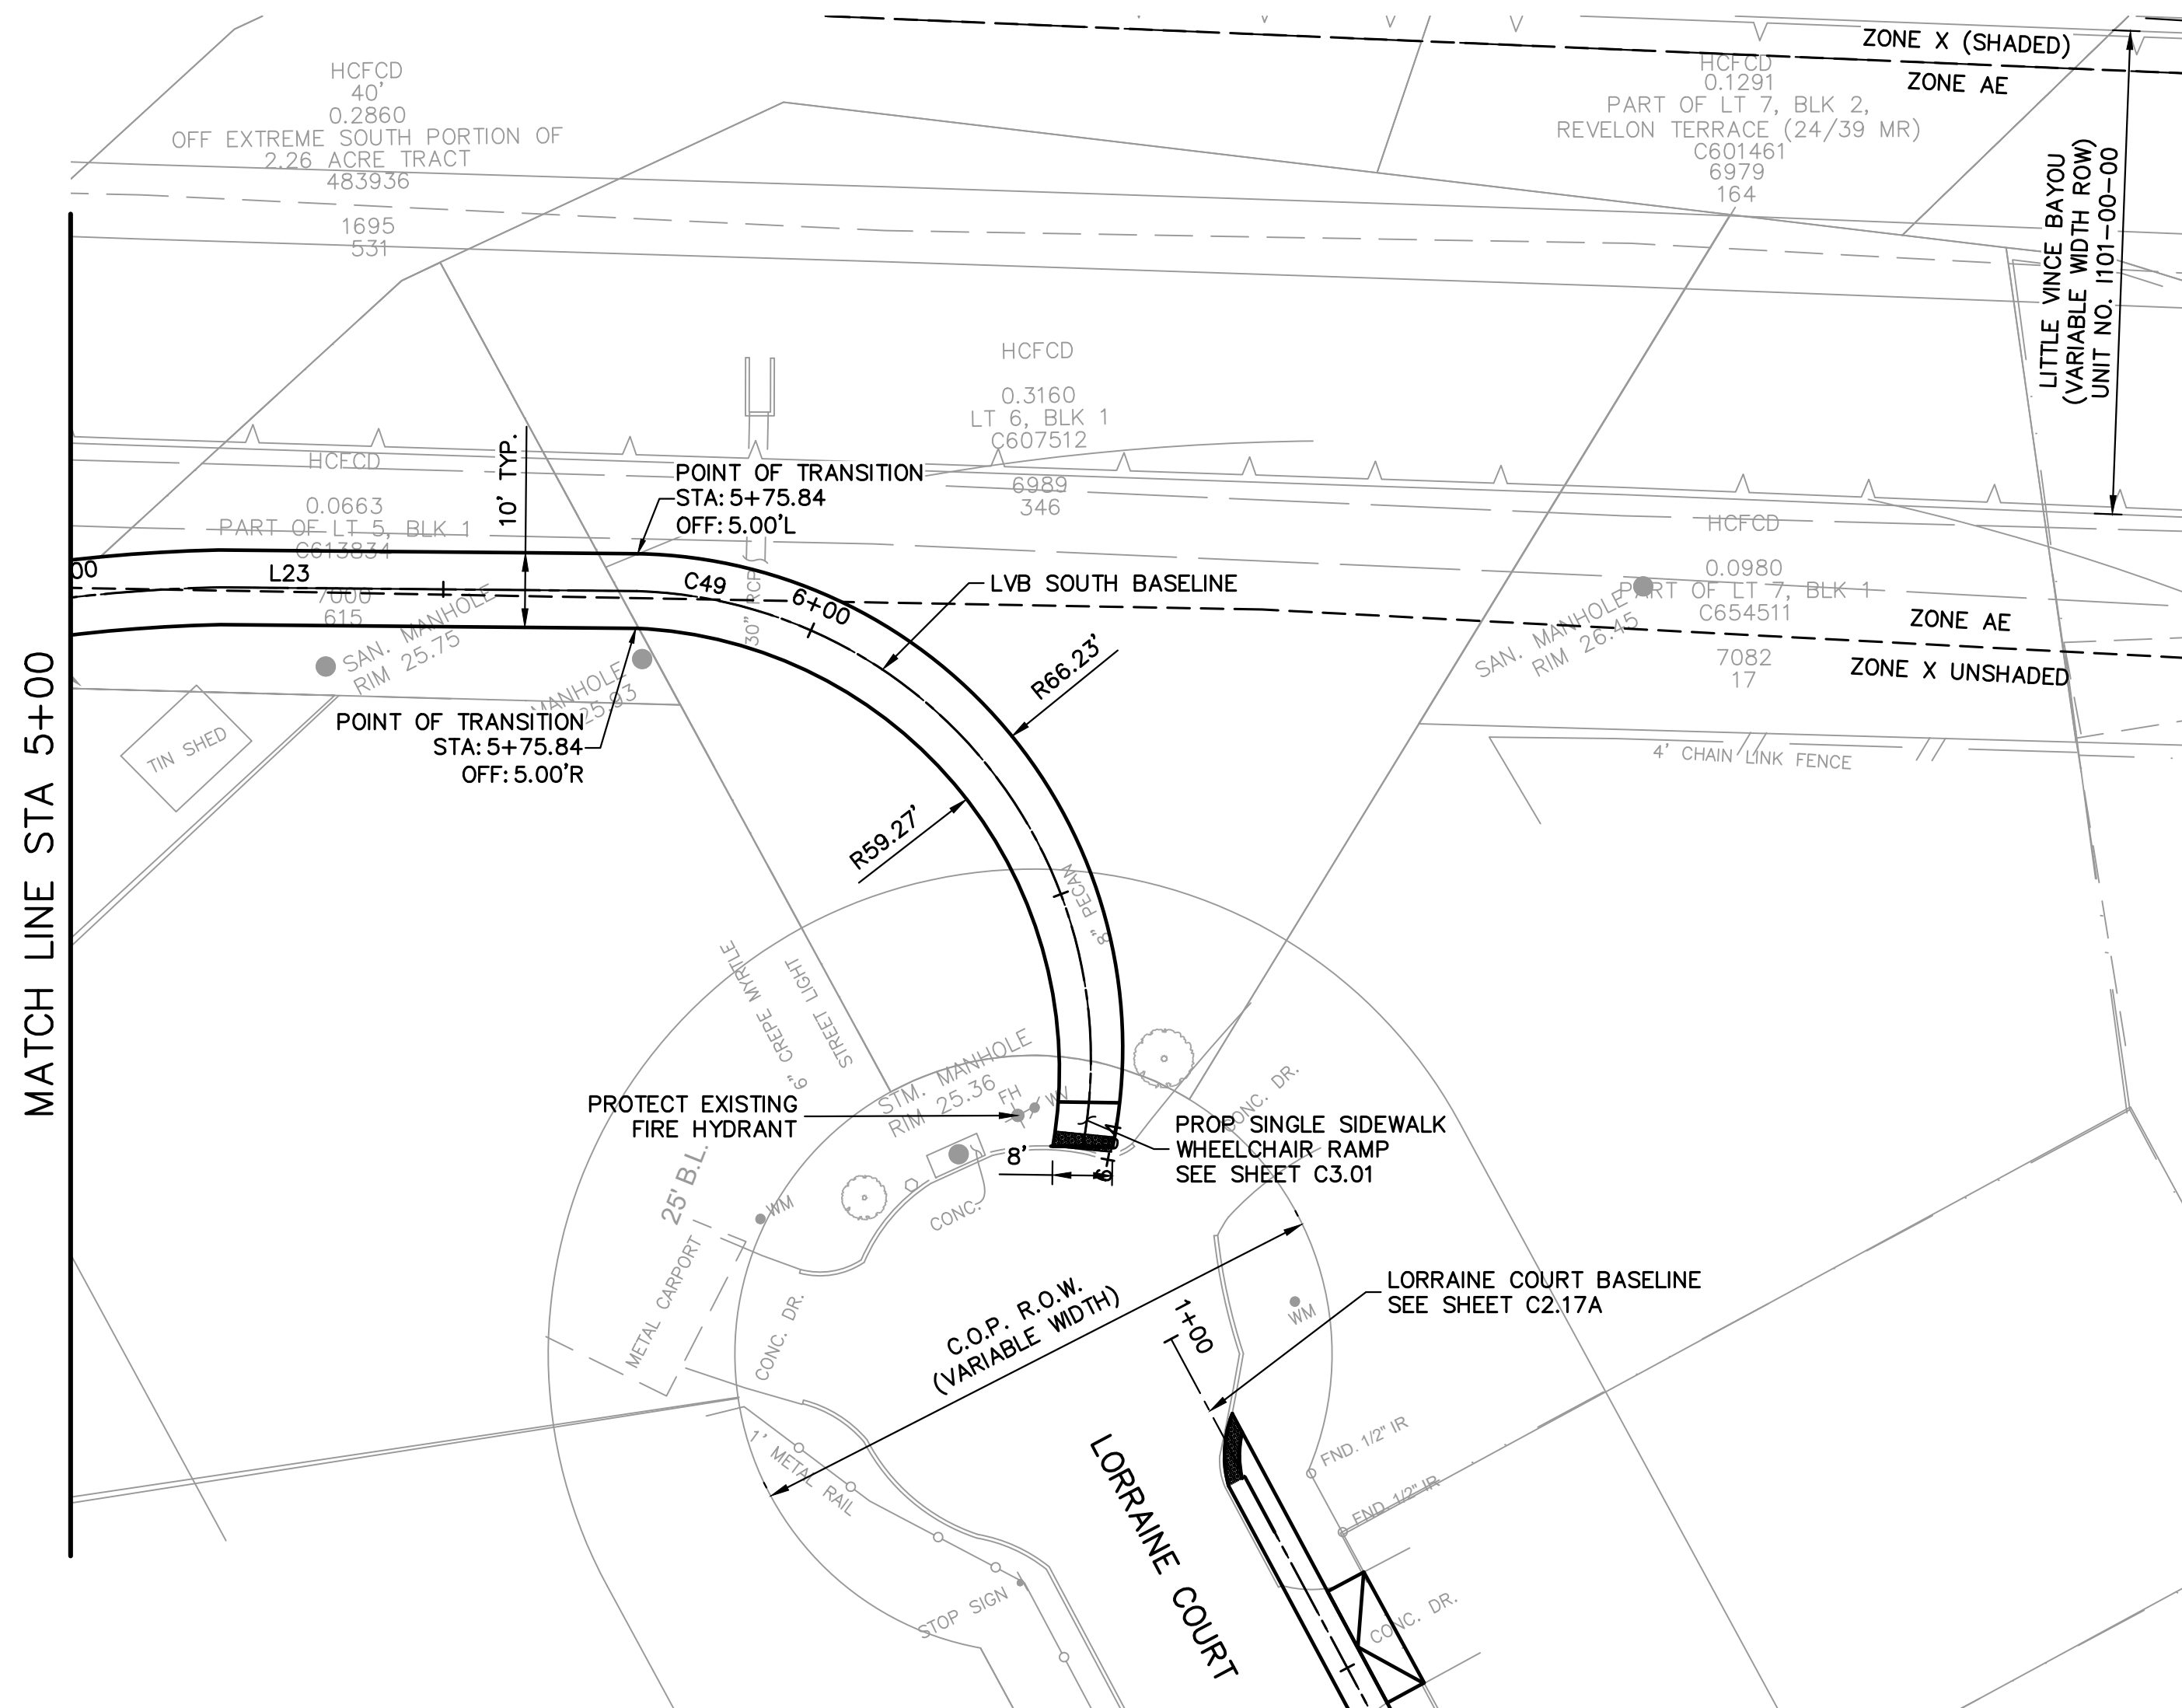 ZONE X (SHADED)
ZONE AE
HCFCD
40'
0.2860
OFF EXTREME SOUTH PORTION OF
2.26 ACRE TRACT
483936
1695
531
HCFCD
0.1291
PART OF LT 7, BLK 2,
REVELON TERRACE (24/39 MR)
C601461
6979
164
LITTLE VINCE BAYOU
(VARIABLE WIDTH ROW)
UNIT NO. I101-00-00
HCFCD
0.3160
LT 6, BLK 1
C607512
6989
346
HCFCD
0.0663
PART OF LT 5, BLK 1
C613834
7000
615
10' TYP.
POINT OF TRANSITION
STA: 5+75.84
OFF: 5.00'L
HCFCD
0.0980
PART OF LT 7, BLK 1
C654511
7082
17
00
L23
C49
6+00
30" RCP
LVB SOUTH BASELINE
ZONE AE
ZONE X UNSHADED
SAN. MANHOLE
RIM 25.75
MANHOLE
25.93
SAN. MANHOLE
RIM 26.45
R66.23'
R59.27'
POINT OF TRANSITION
STA: 5+75.84
OFF: 5.00'R
TIN SHED
4' CHAIN LINK FENCE
MATCH LINE STA 5+00
8" PECAN
6" CREPE MYRTLE
STREET LIGHT
STM. MANHOLE
RIM 25.36
FH
WV
PROTECT EXISTING
FIRE HYDRANT
CONC. DR.
PROP SINGLE SIDEWALK
WHEELCHAIR RAMP
SEE SHEET C3.01
8'
25' B.L.
WM
CONC.
METAL CARPORT
CONC. DR.
C.O.P. R.O.W.
(VARIABLE WIDTH)
1+00
WM
LORRAINE COURT BASELINE
SEE SHEET C2.17A
1' METAL RAIL
FND. 1/2" IR
FND. 1/2" IR
LORRAINE COURT
STOP SIGN
CONC. DR.